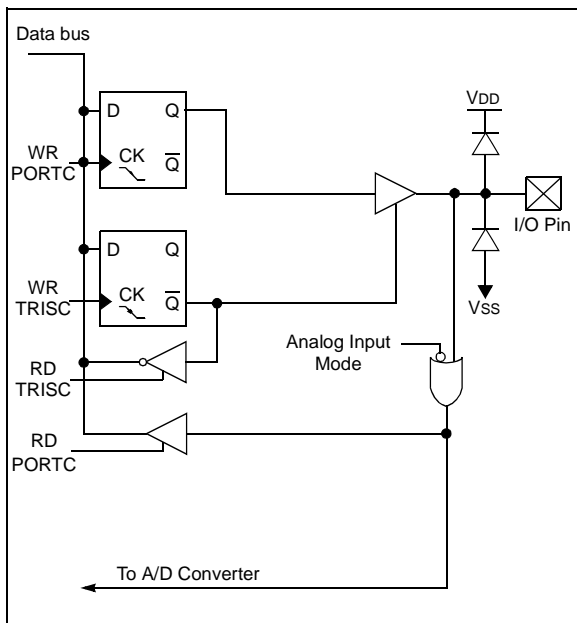 Data bus
D Q
VDD
WR
PORTC
CK Q̅
I/O Pin
D Q
WR
TRISC
CK Q̅
VSS
Analog Input
Mode
RD
TRISC
RD
PORTC
To A/D Converter